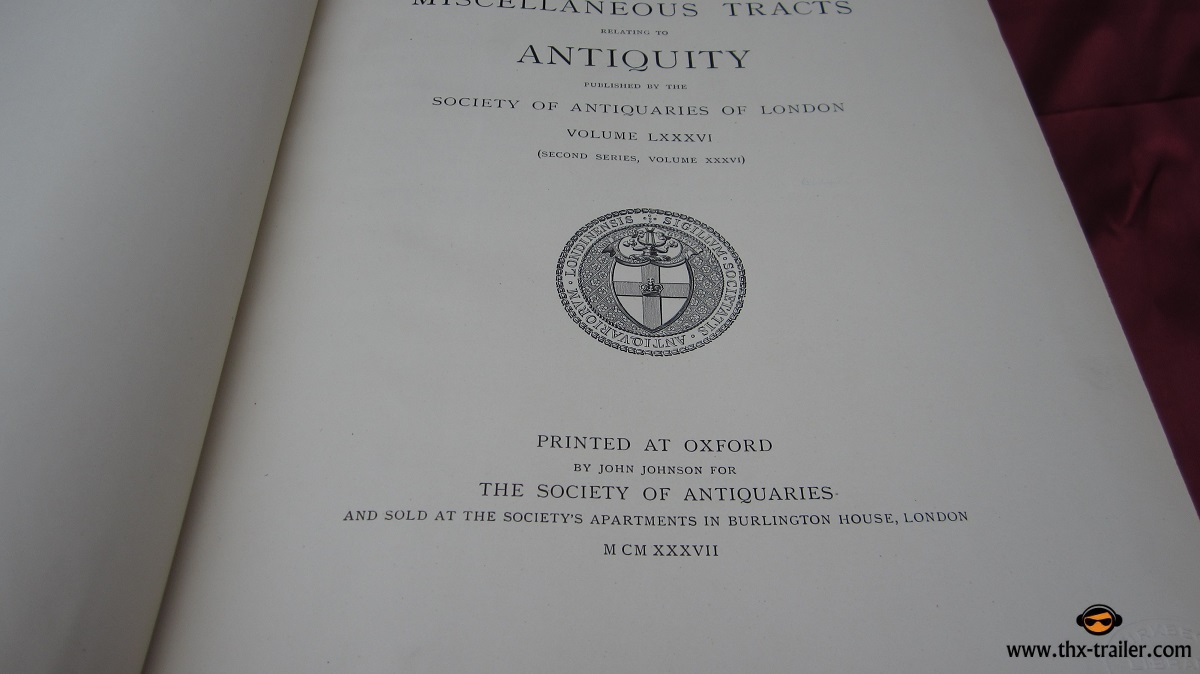 MISCELLANEOUS TRACTS
RELATING TO
ANTIQUITY
PUBLISHED BY THE
SOCIETY OF ANTIQUARIES OF LONDON
VOLUME LXXXVI
(SECOND SERIES, VOLUME XXXVI)
SIGILLVM · SOCIETATIS · ANTIQVARIORVM · LONDINENSIS
PRINTED AT OXFORD
BY JOHN JOHNSON FOR
THE SOCIETY OF ANTIQUARIES
AND SOLD AT THE SOCIETY'S APARTMENTS IN BURLINGTON HOUSE, LONDON
MCMXXXVII
www.thx-trailer.com